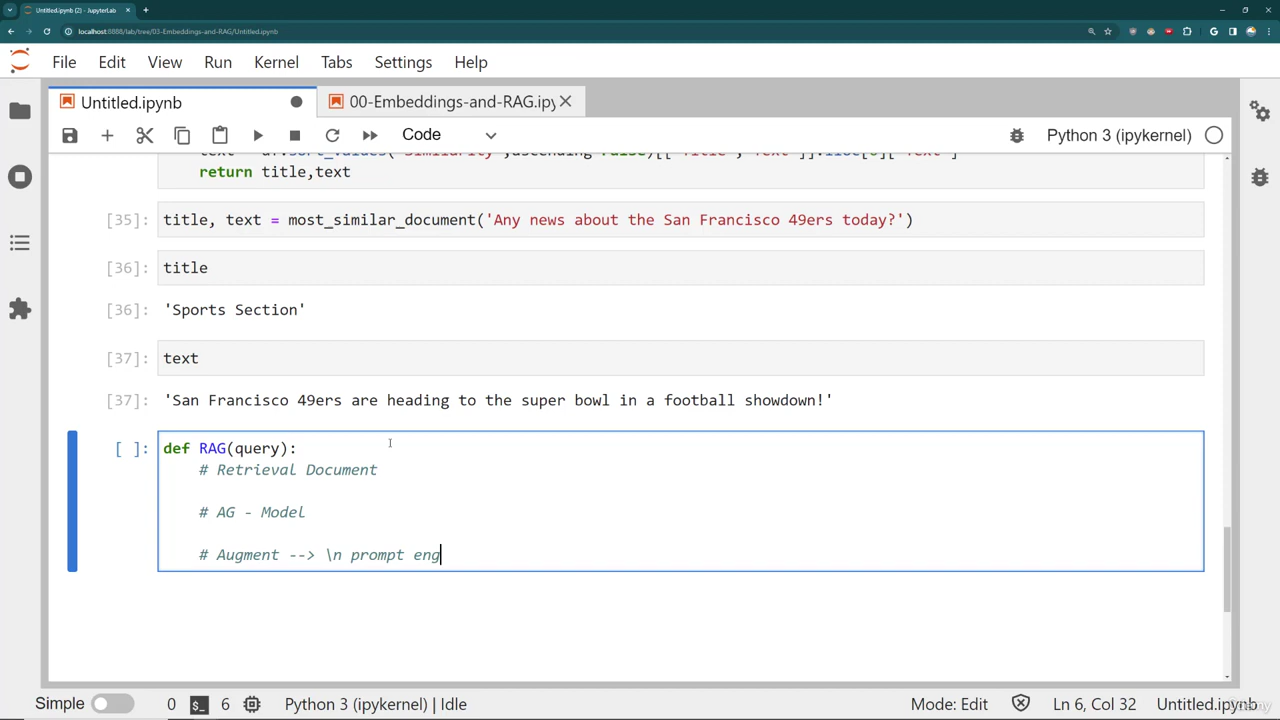 Untitled.ipynb (2) - JupyterLab
localhost:8888/lab/tree/03-Embeddings-and-RAG/Untitled.ipynb
File Edit View Run Kernel Tabs Settings Help
Untitled.ipynb 00-Embeddings-and-RAG.ipy
Code Python 3 (ipykernel)
return title,text
[35]: title, text = most_similar_document('Any news about the San Francisco 49ers today?')
[36]: title
[36]: 'Sports Section'
[37]: text
[37]: 'San Francisco 49ers are heading to the super bowl in a football showdown!'
[ ]: def RAG(query):
# Retrieval Document
# AG - Model
# Augment --> \n prompt eng
Simple 0 $_ 6 Python 3 (ipykernel) | Idle Mode: Edit Ln 6, Col 32 Untitled.ipynb